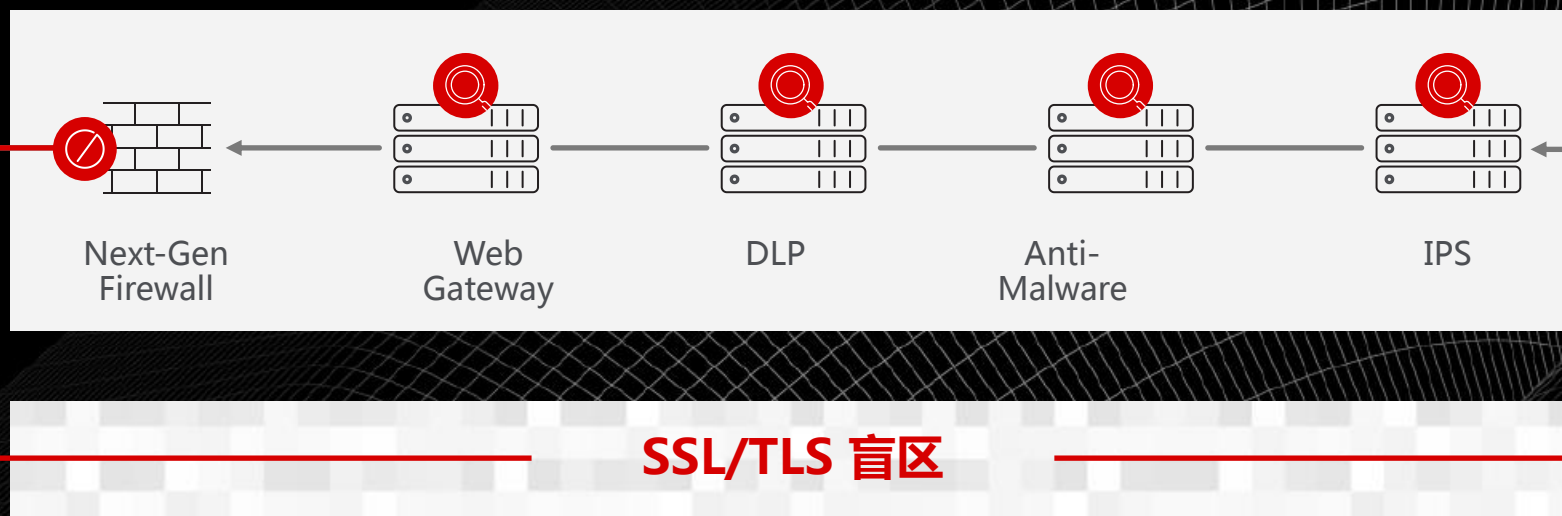 Next-Gen
Firewall
Web
Gateway
DLP
Anti-
Malware
IPS
SSL/TLS 盲区